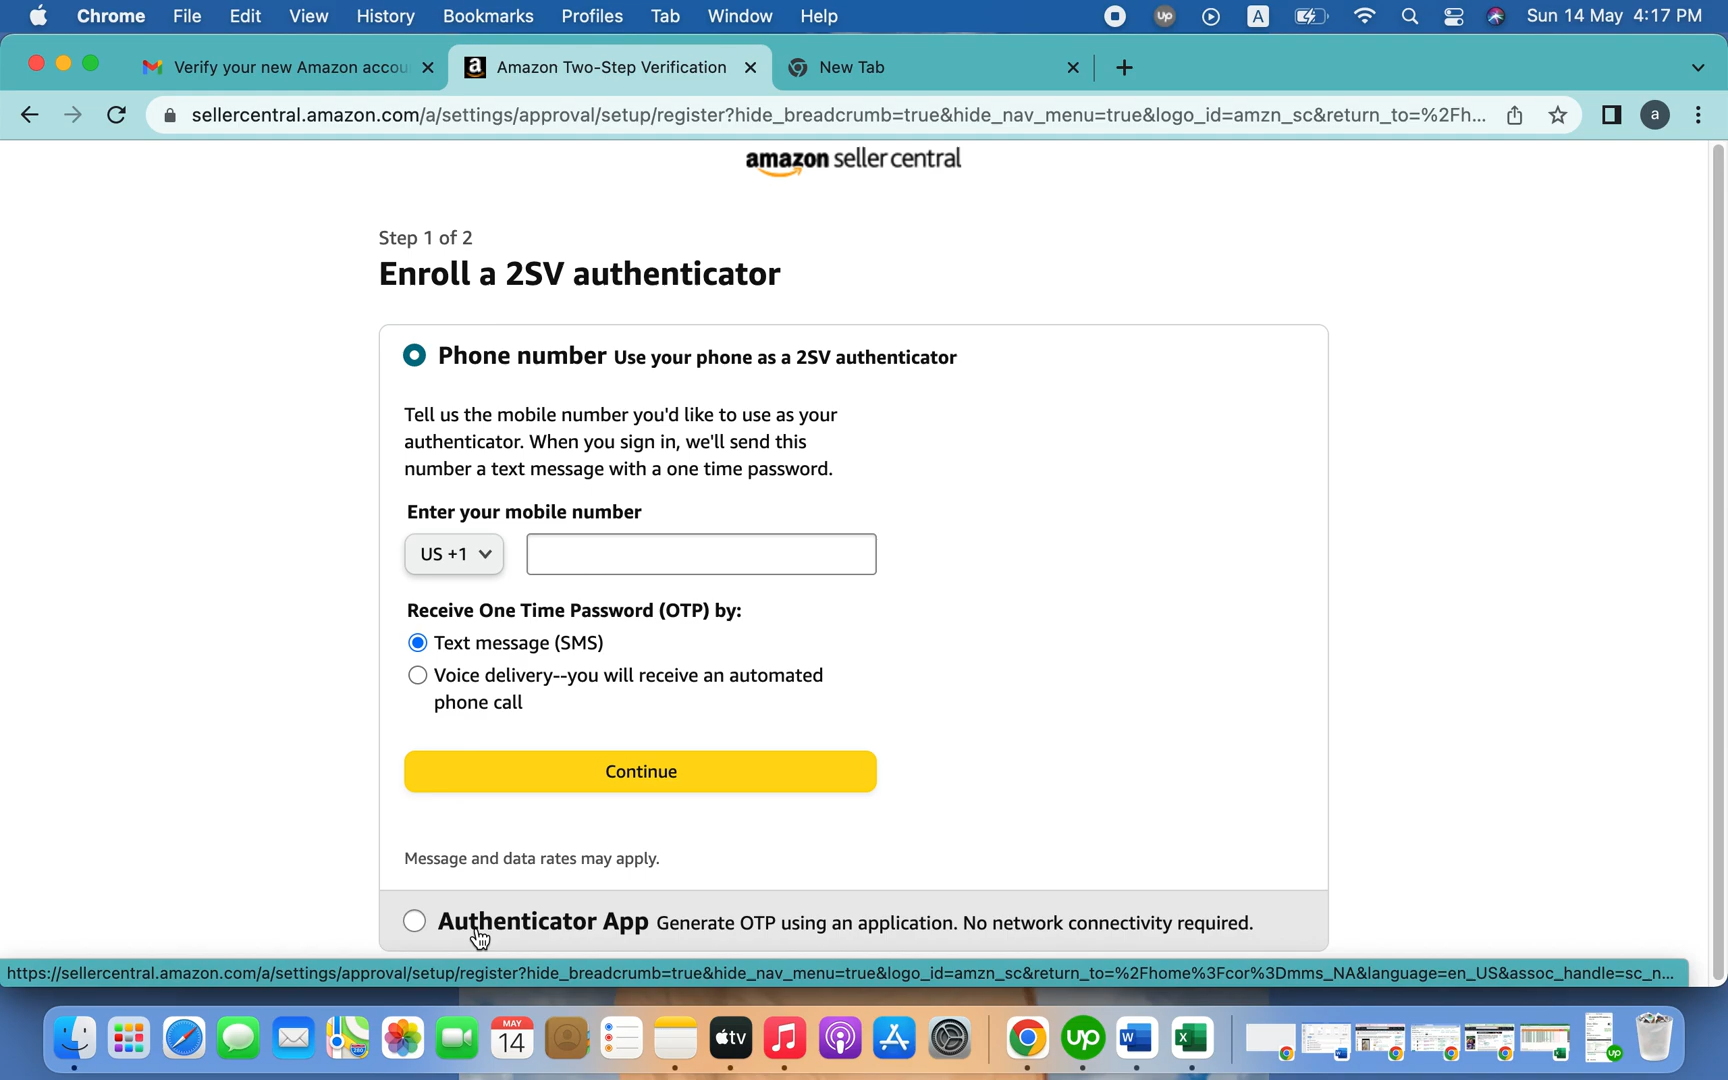 Chrome File Edit View History Bookmarks Profiles Tab Window Help up A Sun 14 May 4:17 PM
Verify your new Amazon accou Amazon Two-Step Verification New Tab
sellercentral.amazon.com/a/settings/approval/setup/register?hide_breadcrumb=true&hide_nav_menu=true&logo_id=amzn_sc&return_to=%2Fh... a
amazon seller central
Step 1 of 2
Enroll a 2SV authenticator
Phone number Use your phone as a 2SV authenticator
Tell us the mobile number you'd like to use as your
authenticator. When you sign in, we'll send this
number a text message with a one time password.
Enter your mobile number
US +1
Receive One Time Password (OTP) by:
Text message (SMS)
Voice delivery--you will receive an automated
phone call
Continue
Message and data rates may apply.
Authenticator App Generate OTP using an application. No network connectivity required.
https://sellercentral.amazon.com/a/settings/approval/setup/register?hide_breadcrumb=true&hide_nav_menu=true&logo_id=amzn_sc&return_to=%2Fhome%3Fcor%3Dmms_NA&language=en_US&assoc_handle=sc_n...
MAY
14
tv
up
W
X